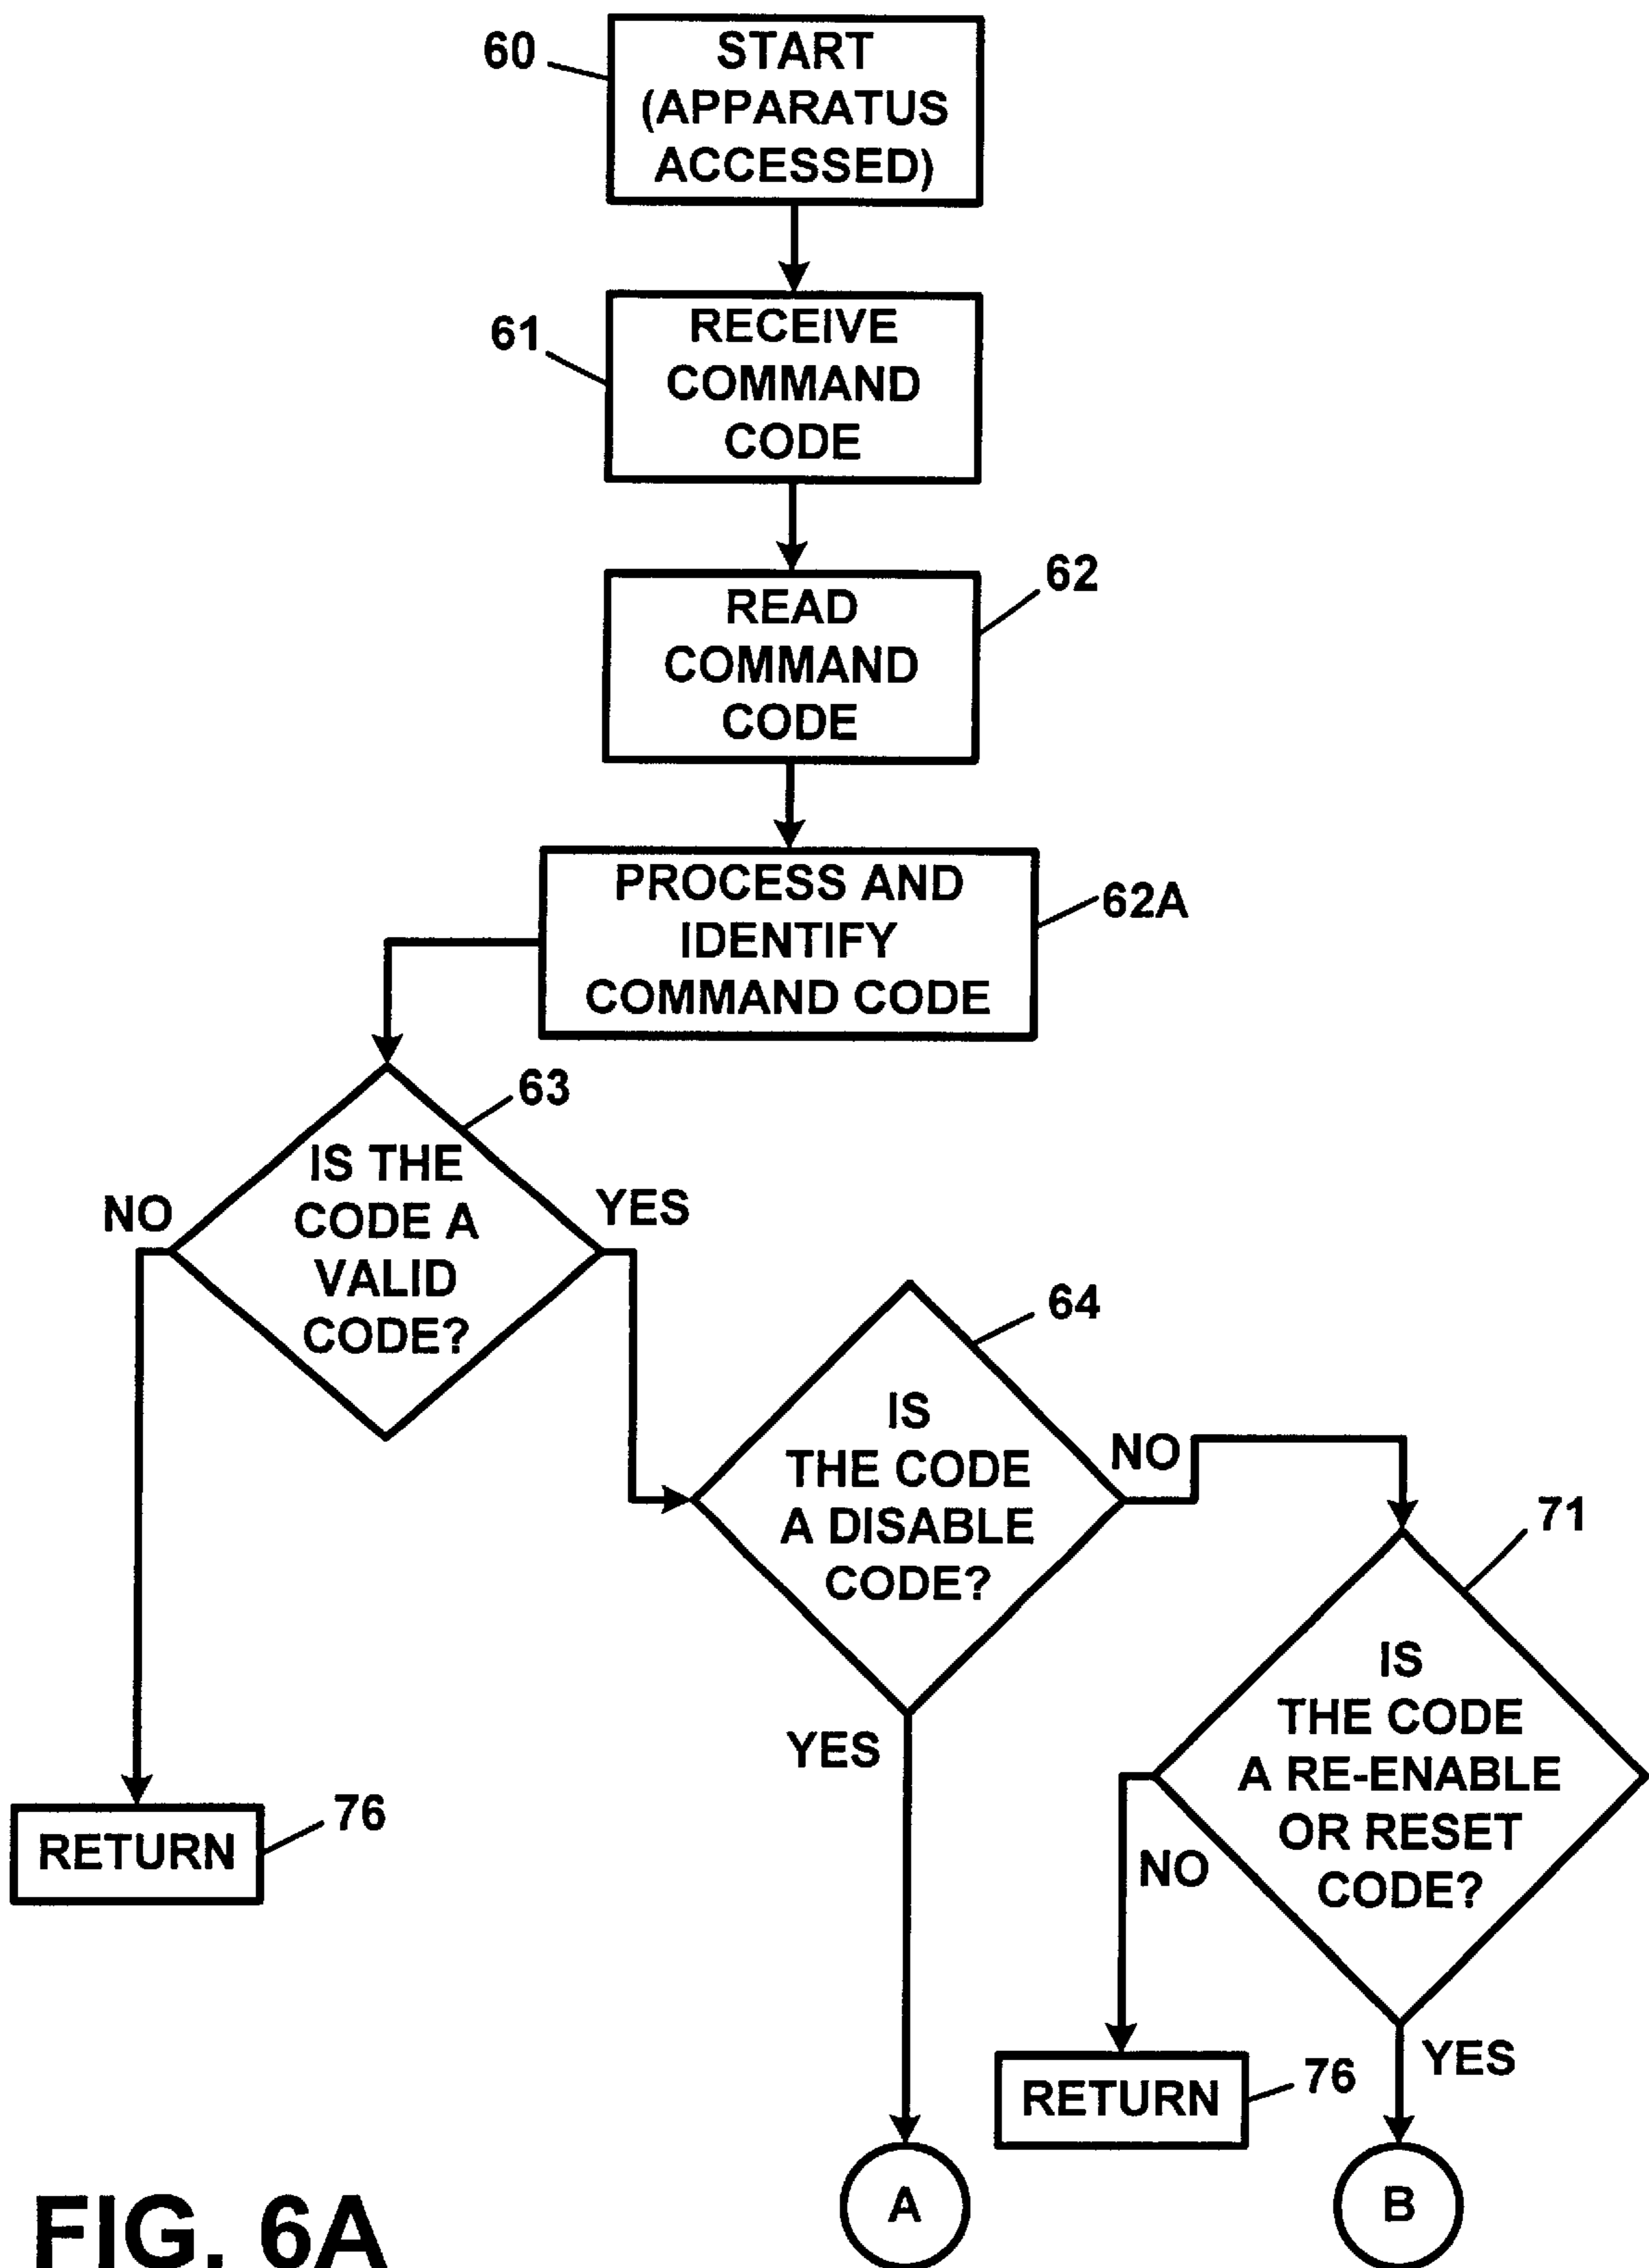 60
START
(APPARATUS
ACCESSED)
61
RECEIVE
COMMAND
CODE
62
READ
COMMAND
CODE
62A
PROCESS AND
IDENTIFY
COMMAND CODE
63
IS THE
CODE A
VALID
CODE?
NO
YES
64
IS
THE CODE
A DISABLE
CODE?
NO
YES
71
IS
THE CODE
A RE-ENABLE
OR RESET
CODE?
NO
YES
RETURN
76
RETURN
76
A
B
FIG. 6A